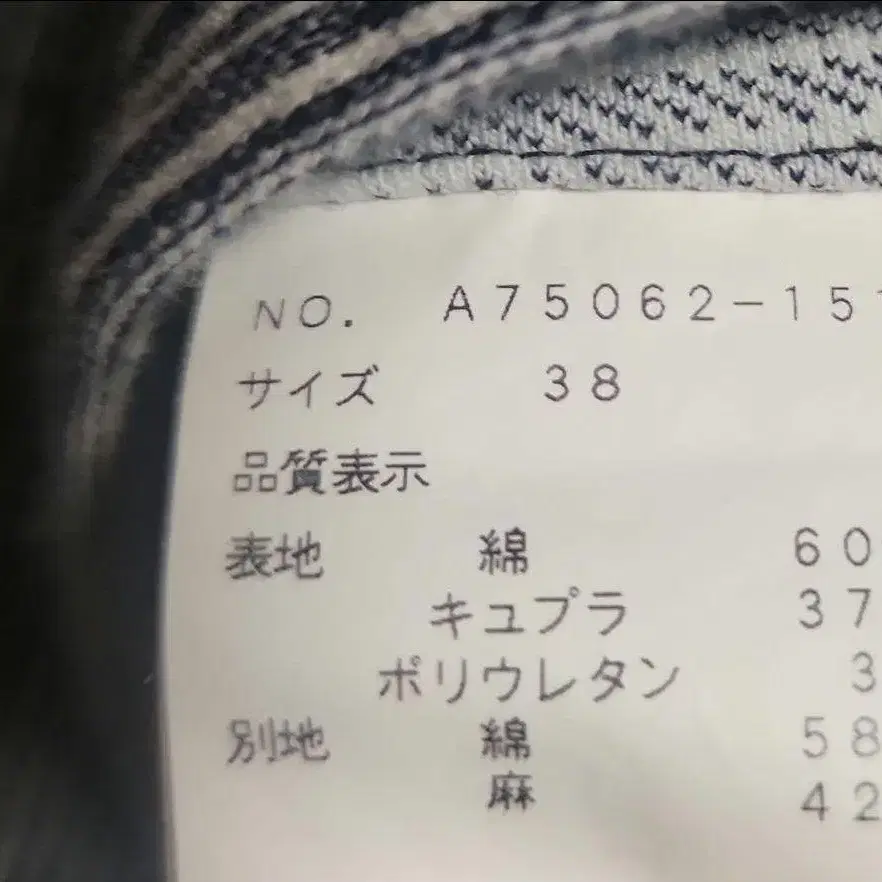 NO. A75062-151
サイズ 38
品質表示
表地 綿 60
キュプラ 37
ポリウレタン 3
別地 綿 58
麻 42